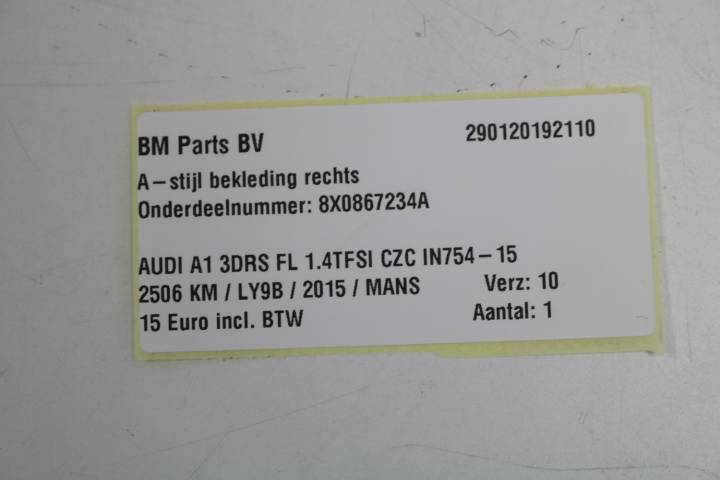 BM Parts BV 290120192110
A-stijl bekleding rechts
Onderdeelnummer: 8X0867234A
AUDI A1 3DRS FL 1.4TFSI CZC IN754-15
2506 KM / LY9B / 2015 / MANS Verz: 10
15 Euro incl. BTW Aantal: 1